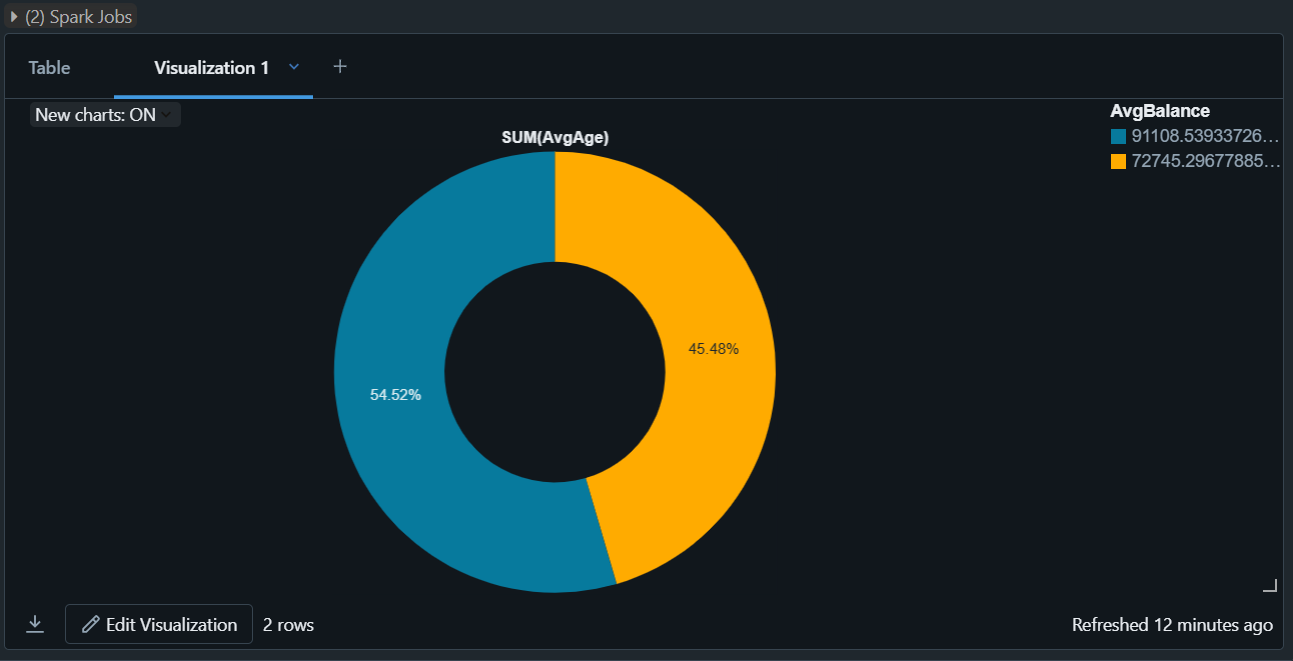 (2) Spark Jobs
Table
Visualization 1
+
New charts: ON
SUM(AvgAge)
AvgBalance
91108.53933726...
72745.29677885...
45.48%
54.52%
Edit Visualization
2 rows
Refreshed 12 minutes ago